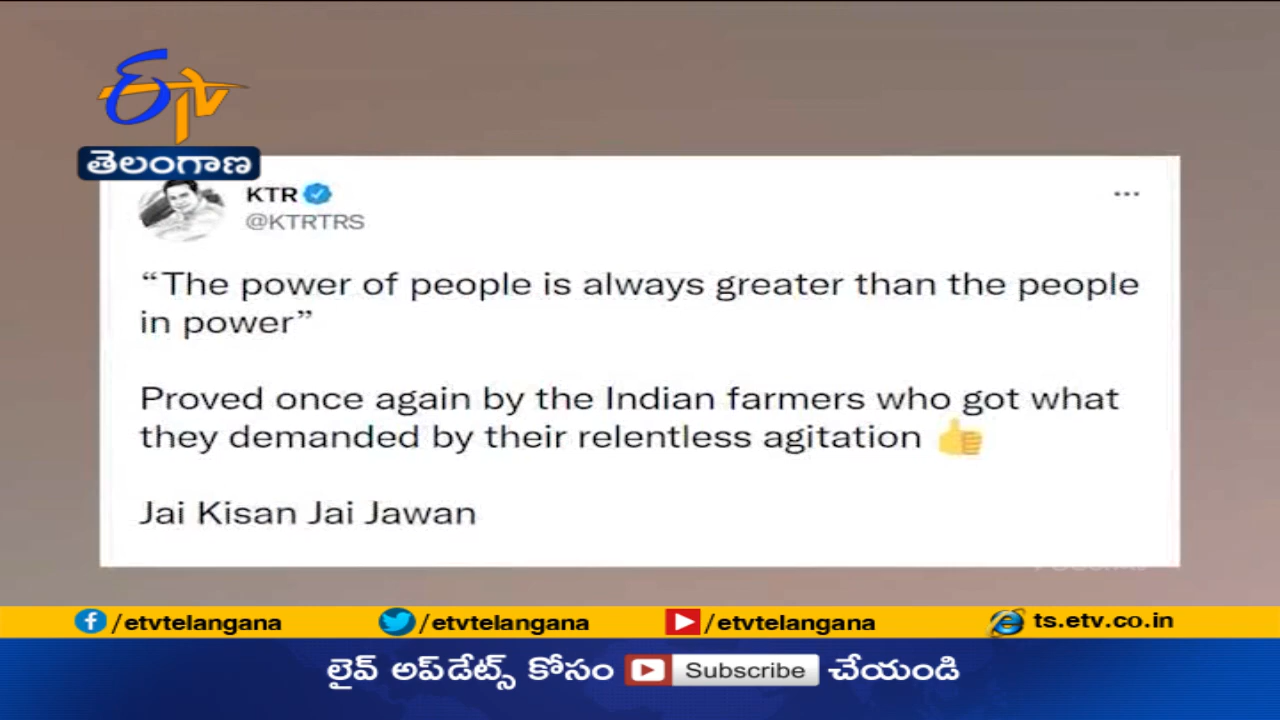 ETV
తెలంగాణ
KTR
@KTRTRS
“The power of people is always greater than the people
in power”
Proved once again by the Indian farmers who got what
they demanded by their relentless agitation 👍
Jai Kisan Jai Jawan
/etvtelangana /etvtelangana /etvtelangana ts.etv.co.in
లైవ్ అప్‌డేట్స్ కోసం Subscribe చేయండి